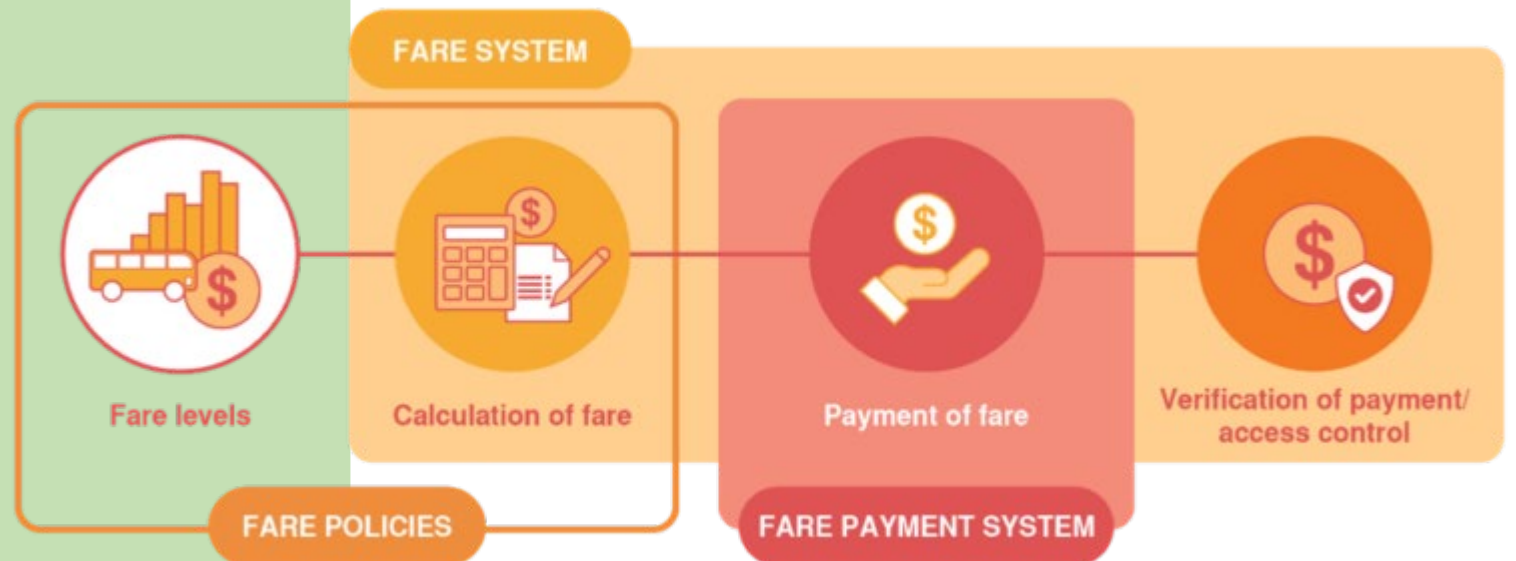 FARE SYSTEM
$
$
$
$
Fare levels
Calculation of fare
Payment of fare
Verification of payment/
access control
FARE POLICIES
FARE PAYMENT SYSTEM